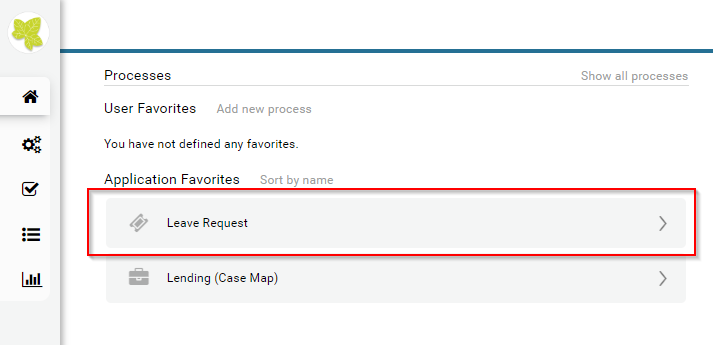 Processes Show all processes
User Favorites Add new process
You have not defined any favorites.
Application Favorites Sort by name
Leave Request
Lending (Case Map)